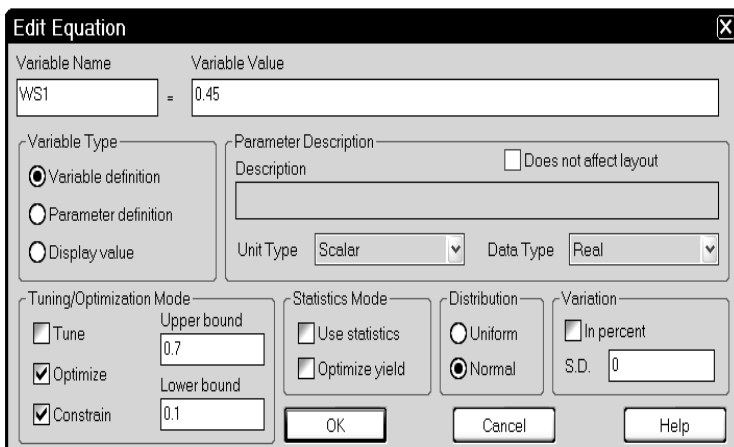 Edit Equation
Variable Name Variable Value
WS1 = 0.45
Variable Type
Variable definition
Parameter definition
Display value
Parameter Description
Does not affect layout
Description
Unit Type Scalar Data Type Real
Tuning/Optimization Mode
Tune
Optimize
Constrain
Upper bound
0.7
Lower bound
0.1
Statistics Mode
Use statistics
Optimize yield
Distribution
Uniform
Normal
Variation
In percent
S.D. 0
OK Cancel Help